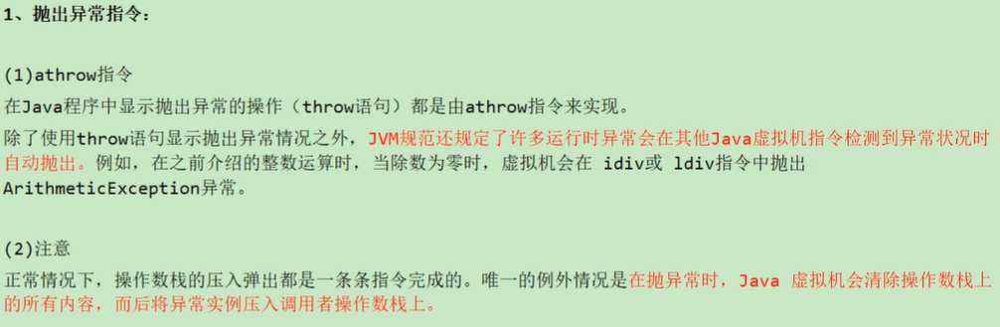 1、抛出异常指令：
(1)athrow指令
在Java程序中显示抛出异常的操作（throw语句）都是由athrow指令来实现。
除了使用throw语句显示抛出异常情况之外，JVM规范还规定了许多运行时异常会在其他Java虚拟机指令检测到异常状况时
自动抛出。例如，在之前介绍的整数运算时，当除数为零时，虚拟机会在 idiv或 ldiv指令中抛出
ArithmeticException异常。
(2)注意
正常情况下，操作数栈的压入弹出都是一条条指令完成的。唯一的例外情况是在抛异常时，Java 虚拟机会清除操作数栈上
的所有内容，而后将异常实例压入调用者操作数栈上。